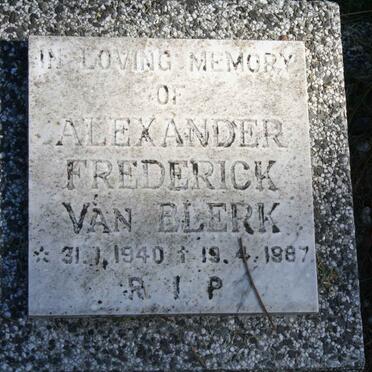 IN LOVING MEMORY
OF
ALEXANDER
FREDERICK
VAN BLERK
* 31.1.1940 † 19.4.1987
R I P